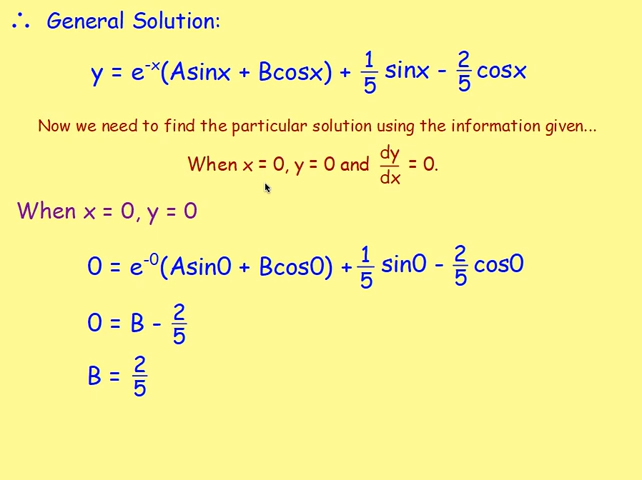 ∴ General Solution:
y = e⁻ˣ(Asinx + Bcosx) + 1/5 sinx - 2/5 cosx
Now we need to find the particular solution using the information given...
When x = 0, y = 0 and dy/dx = 0.
When x = 0, y = 0
0 = e⁻⁰(Asin0 + Bcos0) + 1/5 sin0 - 2/5 cos0
0 = B - 2/5
B = 2/5